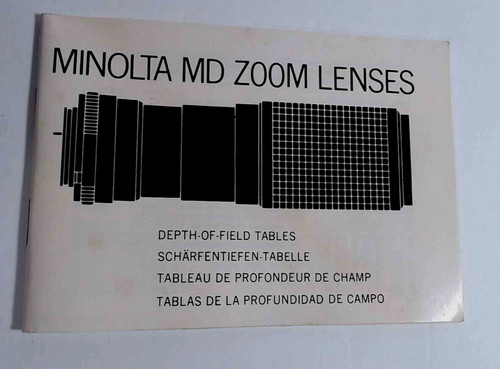 MINOLTA MD ZOOM LENSES
DEPTH-OF-FIELD TABLES
SCHÄRFENTIEFEN-TABELLE
TABLEAU DE PROFONDEUR DE CHAMP
TABLAS DE LA PROFUNDIDAD DE CAMPO